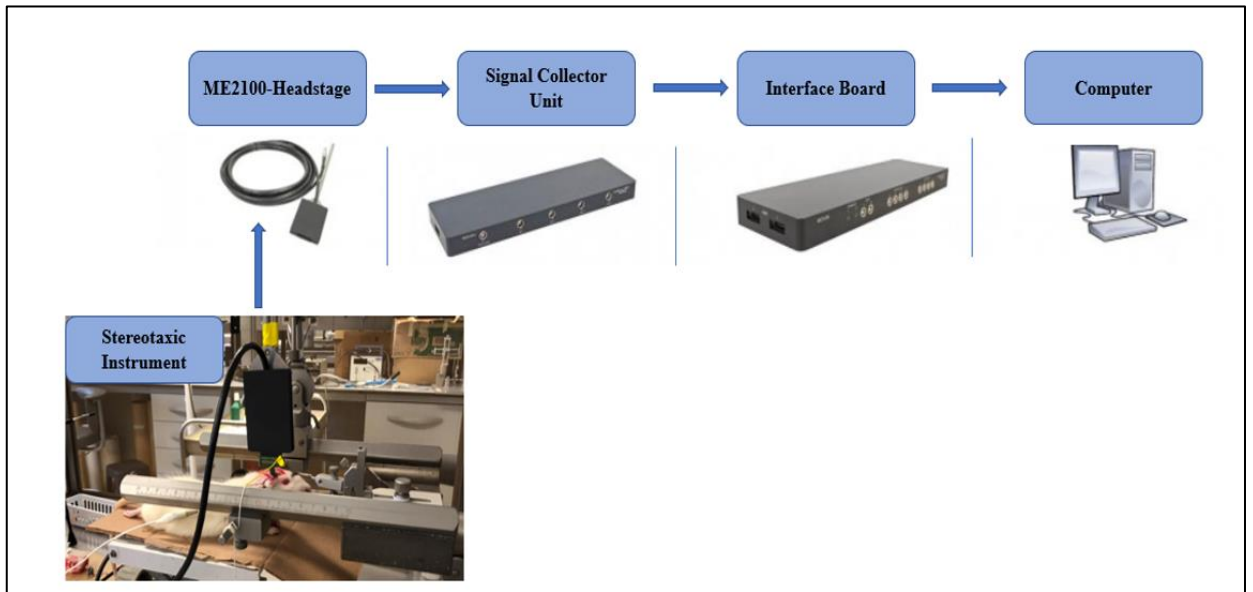 ME2100-Headstage
Signal Collector
Unit
Interface Board
Computer
Stereotaxic
Instrument